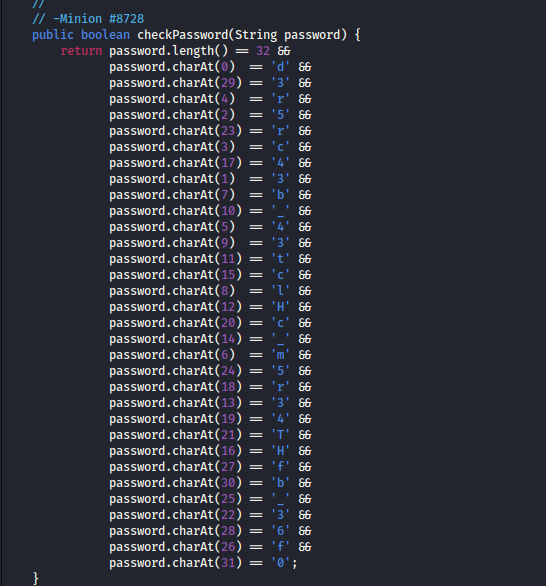 //
// -Minion #8728
public boolean checkPassword(String password) {
return password.length() == 32 &&
password.charAt(0) == 'd' &&
password.charAt(29) == '3' &&
password.charAt(4) == 'r' &&
password.charAt(2) == '5' &&
password.charAt(23) == 'r' &&
password.charAt(3) == 'c' &&
password.charAt(17) == '4' &&
password.charAt(1) == '3' &&
password.charAt(7) == 'b' &&
password.charAt(10) == '_' &&
password.charAt(5) == '4' &&
password.charAt(9) == '3' &&
password.charAt(11) == 't' &&
password.charAt(15) == 'c' &&
password.charAt(8) == 'l' &&
password.charAt(12) == 'H' &&
password.charAt(20) == 'c' &&
password.charAt(14) == '_' &&
password.charAt(6) == 'm' &&
password.charAt(24) == '5' &&
password.charAt(18) == 'r' &&
password.charAt(13) == '3' &&
password.charAt(19) == '4' &&
password.charAt(21) == 'T' &&
password.charAt(16) == 'H' &&
password.charAt(27) == 'f' &&
password.charAt(30) == 'b' &&
password.charAt(25) == '_' &&
password.charAt(22) == '3' &&
password.charAt(28) == '6' &&
password.charAt(26) == 'f' &&
password.charAt(31) == '0';
}